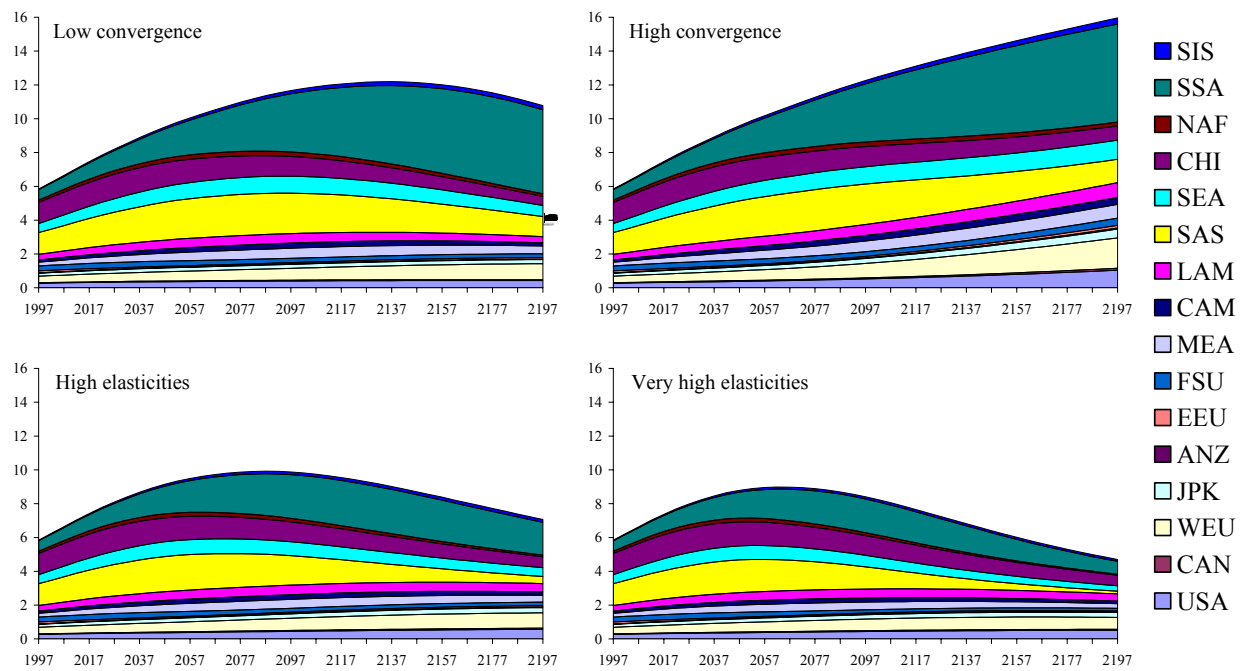 Low convergence
16
14
12
10
8
6
4
2
0
1997 2017 2037 2057 2077 2097 2117 2137 2157 2177 2197
High convergence
16
14
12
10
8
6
4
2
0
1997 2017 2037 2057 2077 2097 2117 2137 2157 2177 2197
High elasticities
16
14
12
10
8
6
4
2
0
1997 2017 2037 2057 2077 2097 2117 2137 2157 2177 2197
Very high elasticities
16
14
12
10
8
6
4
2
0
1997 2017 2037 2057 2077 2097 2117 2137 2157 2177 2197
SIS
SSA
NAF
CHI
SEA
SAS
LAM
CAM
MEA
FSU
EEU
ANZ
JPK
WEU
CAN
USA